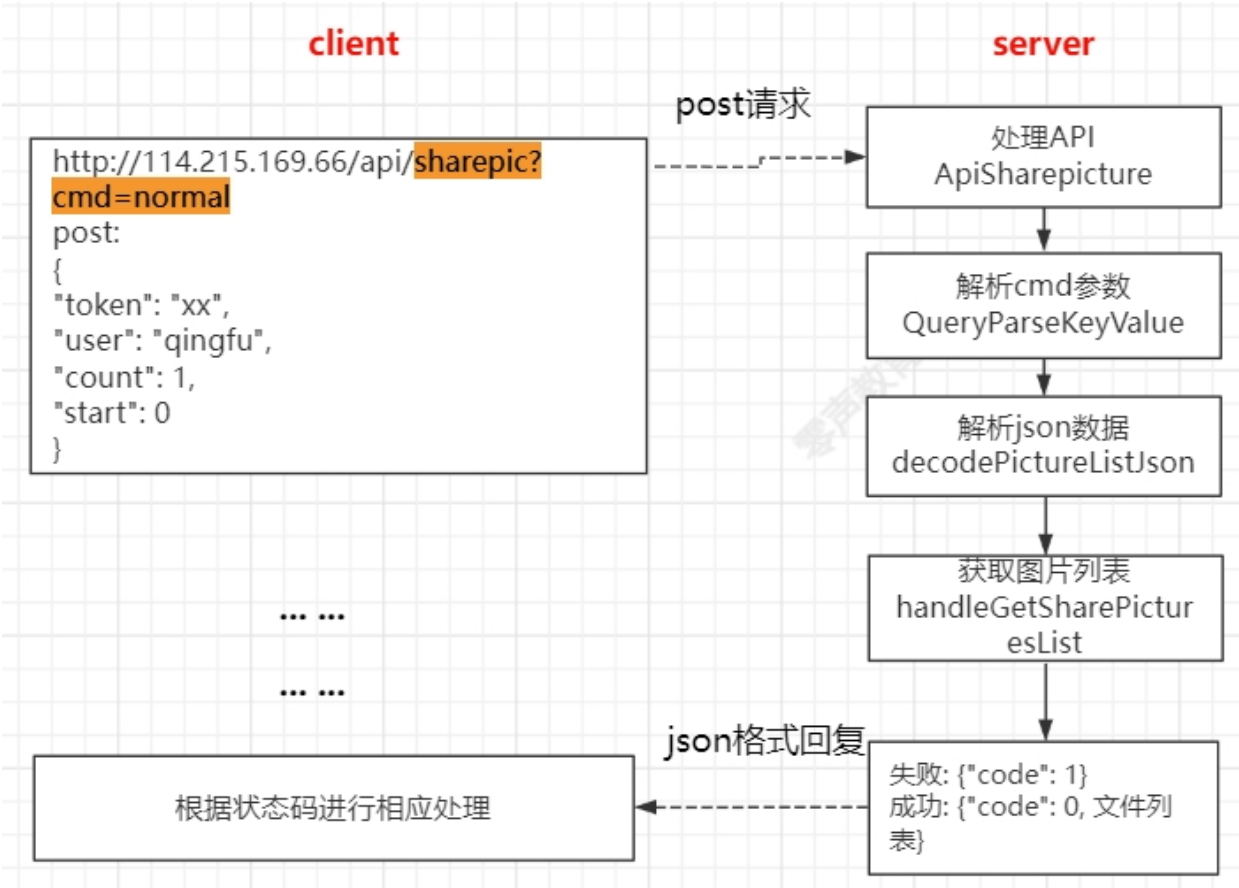 client
server
post请求
http://114.215.169.66/api/sharepic?
cmd=normal
post:
{
"token": "xx",
"user": "qingfu",
"count": 1,
"start": 0
}
处理API
ApiSharepicture
解析cmd参数
QueryParseKeyValue
零声教育
解析json数据
decodePictureListJson
获取图片列表
handleGetSharePictur
esList
... ...
... ...
json格式回复
失败: {"code": 1}
成功: {"code": 0, 文件列
表}
根据状态码进行相应处理